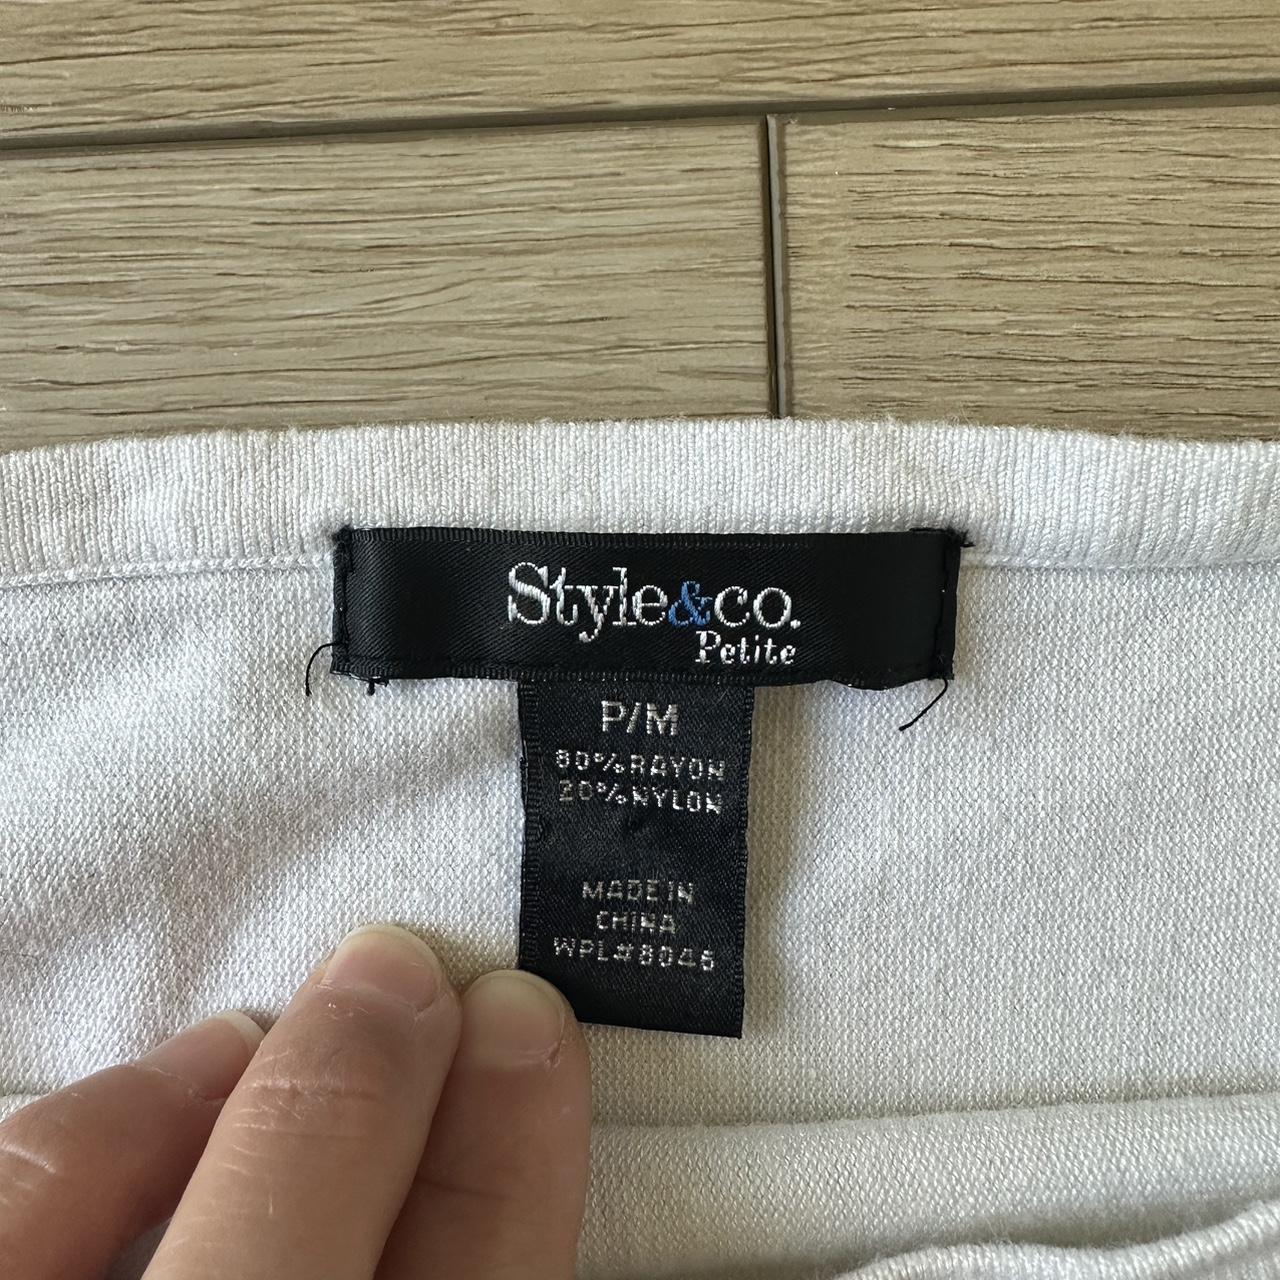 Style&co.
Petite
P/M
80%RAYON
20%NYLON
MADE IN
CHINA
WPL#8046